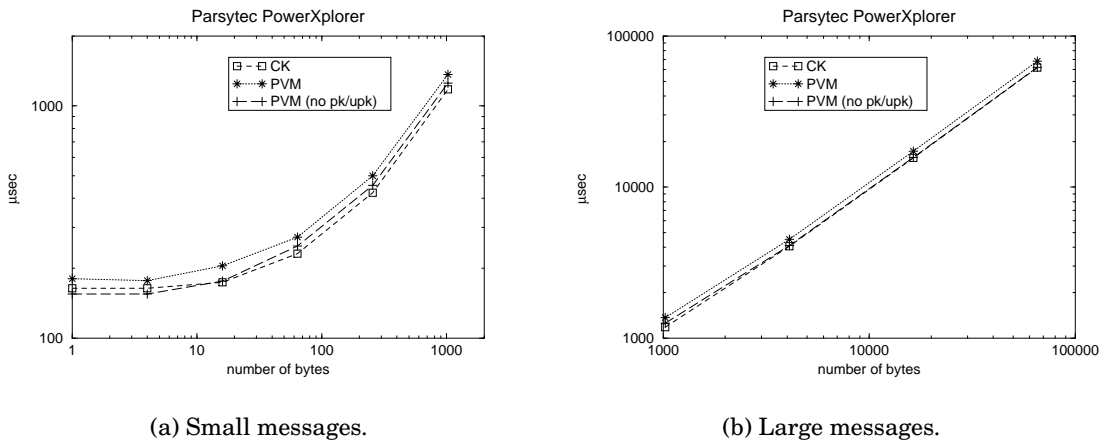 Parsytec PowerXplorer
1000
100
µsec
CK
PVM
PVM (no pk/upk)
1
10
100
1000
number of bytes
(a) Small messages.
Parsytec PowerXplorer
100000
10000
1000
µsec
CK
PVM
PVM (no pk/upk)
1000
10000
100000
number of bytes
(b) Large messages.